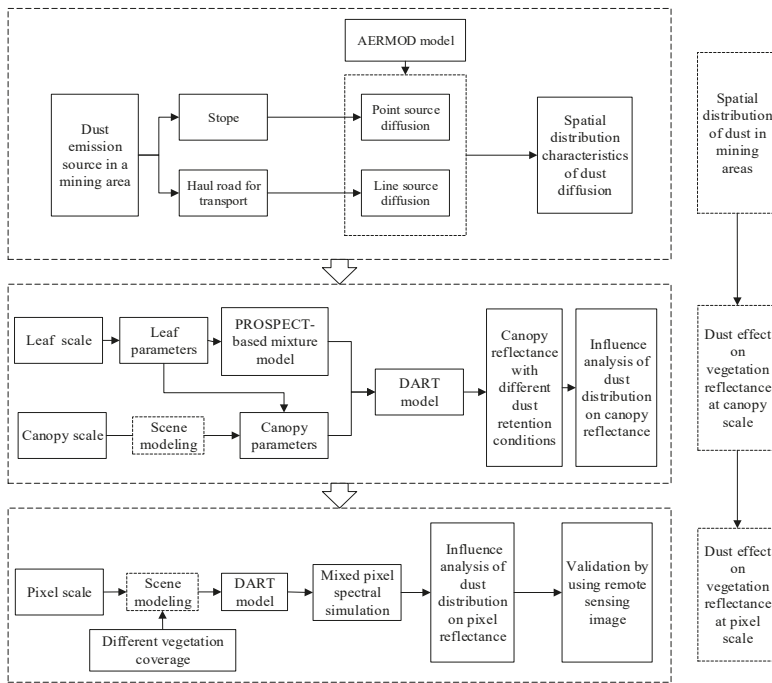 AERMOD model
Dust
emission
source in a
mining area
Stope
Haul road for
transport
Point source
diffusion
Line source
diffusion
Spatial
distribution
characteristics
of dust
diffusion
Spatial
distribution
of dust in
mining
areas
Leaf scale
Leaf
parameters
PROSPECT-
based mixture
model
Canopy scale
Scene
modeling
Canopy
parameters
DART
model
Canopy
reflectance
with
different
dust
retention
conditions
Influence
analysis of
dust
distribution
on canopy
reflectance
Dust effect
on
vegetation
reflectance
at canopy
scale
Pixel scale
Scene
modeling
Different vegetation
coverage
DART
model
Mixed pixel
spectral
simulation
Influence
analysis of
dust
distribution
on pixel
reflectance
Validation by
using remote
sensing
image
Dust effect
on
vegetation
reflectance
at pixel
scale